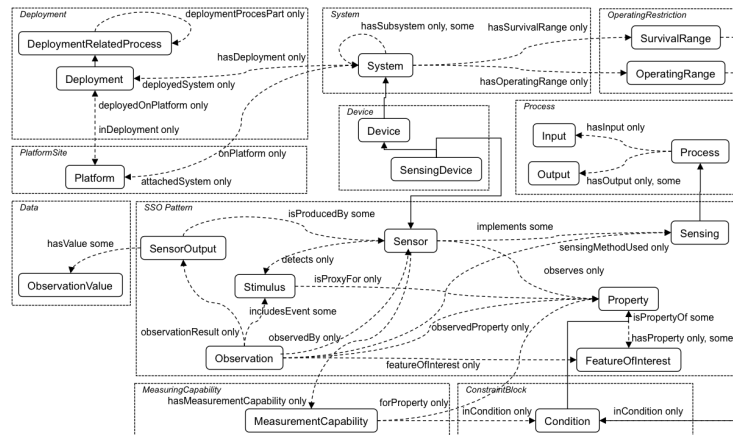 Deployment
deploymentProcesPart only
DeploymentRelatedProcess
Deployment
deployedOnPlatform only
inDeployment only
hasDeployment only
deployedSystem only
System
hasSubsystem only, some
System
hasSurvivalRange only
hasOperatingRange only
OperatingRestriction
SurvivalRange
OperatingRange
PlatformSite
Platform
onPlatform only
attachedSystem only
Device
Device
SensingDevice
Process
Input
hasInput only
Process
Output
hasOutput only, some
Data
hasValue some
ObservationValue
SSO Pattern
isProducedBy some
SensorOutput
Sensor
implements some
Sensing
sensingMethodUsed only
detects only
observes only
Stimulus
isProxyFor only
Property
includesEvent some
isPropertyOf some
observationResult only
observedBy only
observedProperty only
hasProperty only, some
Observation
featureOfInterest only
FeatureOfInterest
MeasuringCapability
hasMeasurementCapability only
forProperty only
MeasurementCapability
ConstraintBlock
inCondition only
Condition
inCondition only